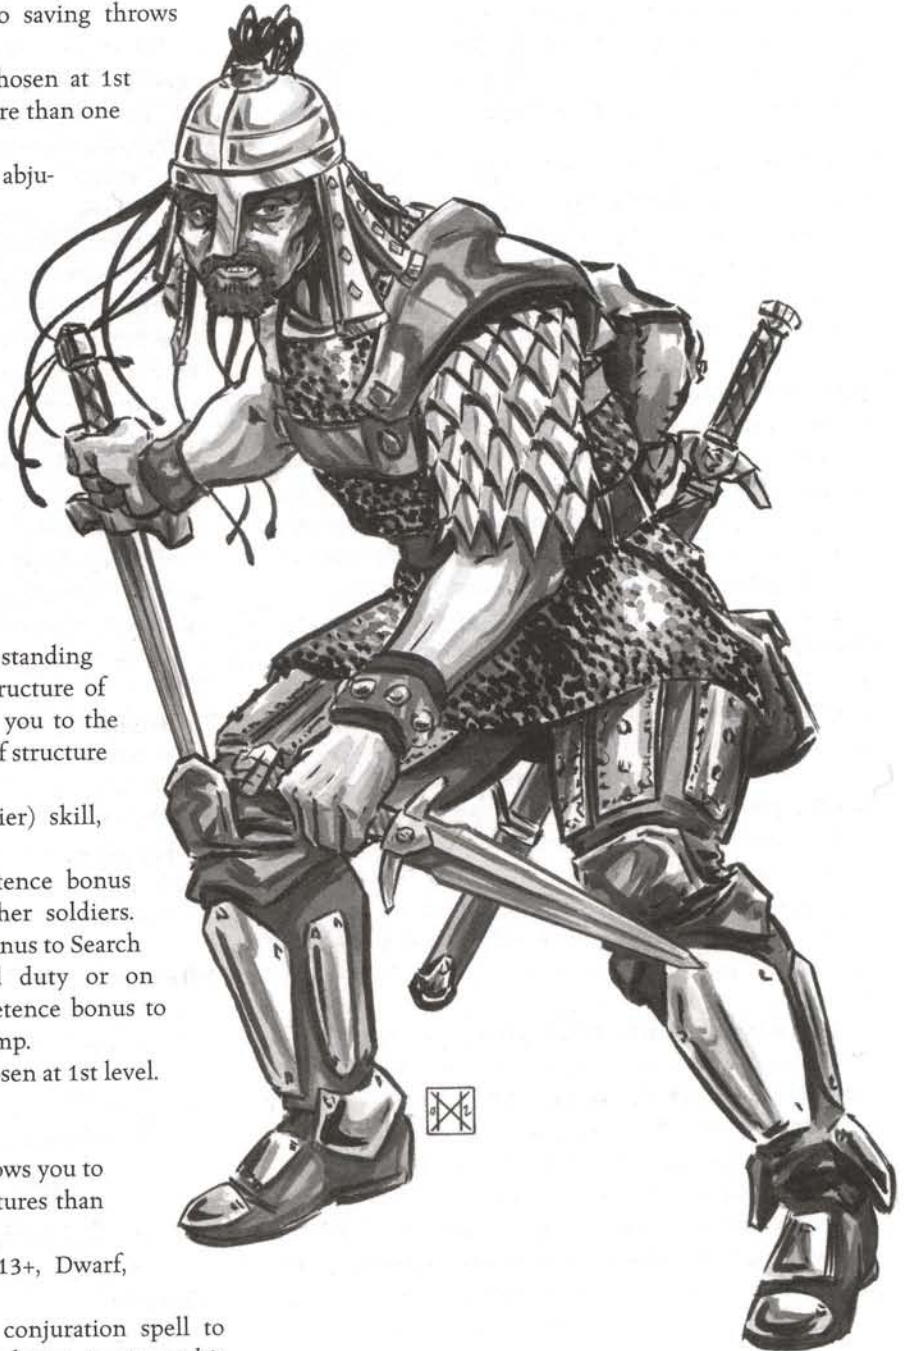 o saving throws
hosen at 1st
re than one
abju-
standing
ructure of
you to the
f structure
ier) skill,
tence bonus
her soldiers.
nus to Search
duty or on
etence bonus to
mp.
sen at 1st level.
ows you to
tures than
13+, Dwarf,
conjuration spell to